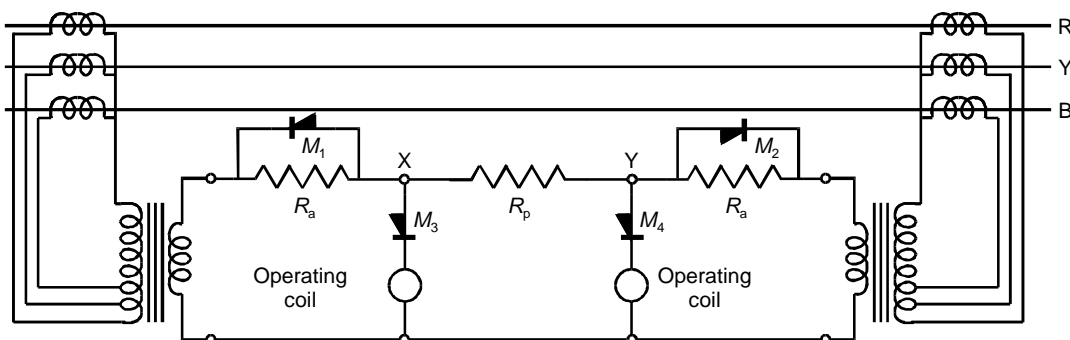 R
Y
B
M₁
X
Y
M₂
Rₐ
Rₚ
Rₐ
M₃
M₄
Operating
coil
Operating
coil